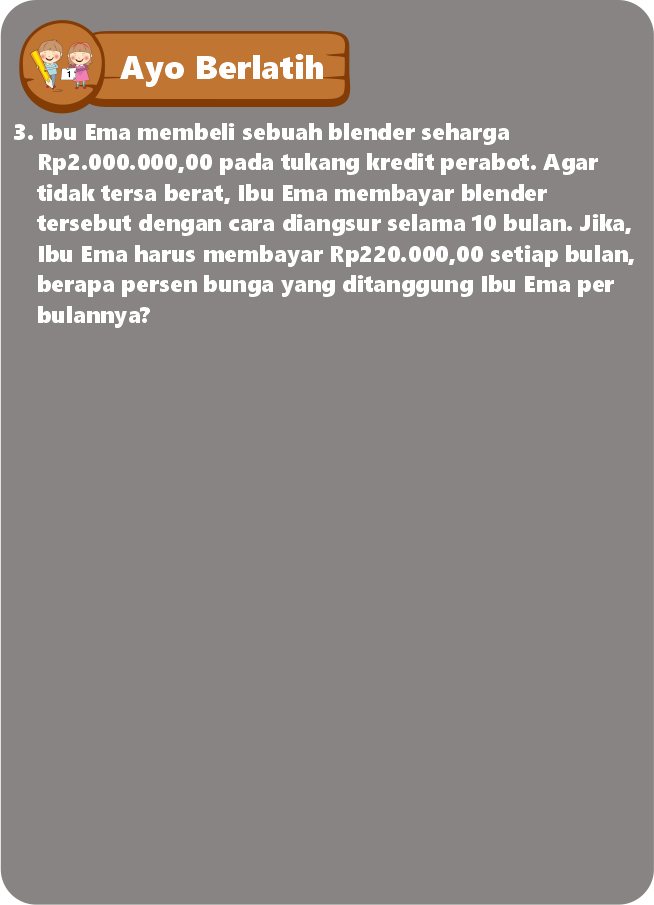 1
Ayo Berlatih
3. Ibu Ema membeli sebuah blender seharga
Rp2.000.000,00 pada tukang kredit perabot. Agar
tidak tersa berat, Ibu Ema membayar blender
tersebut dengan cara diangsur selama 10 bulan. Jika,
Ibu Ema harus membayar Rp220.000,00 setiap bulan,
berapa persen bunga yang ditanggung Ibu Ema per
bulannya?